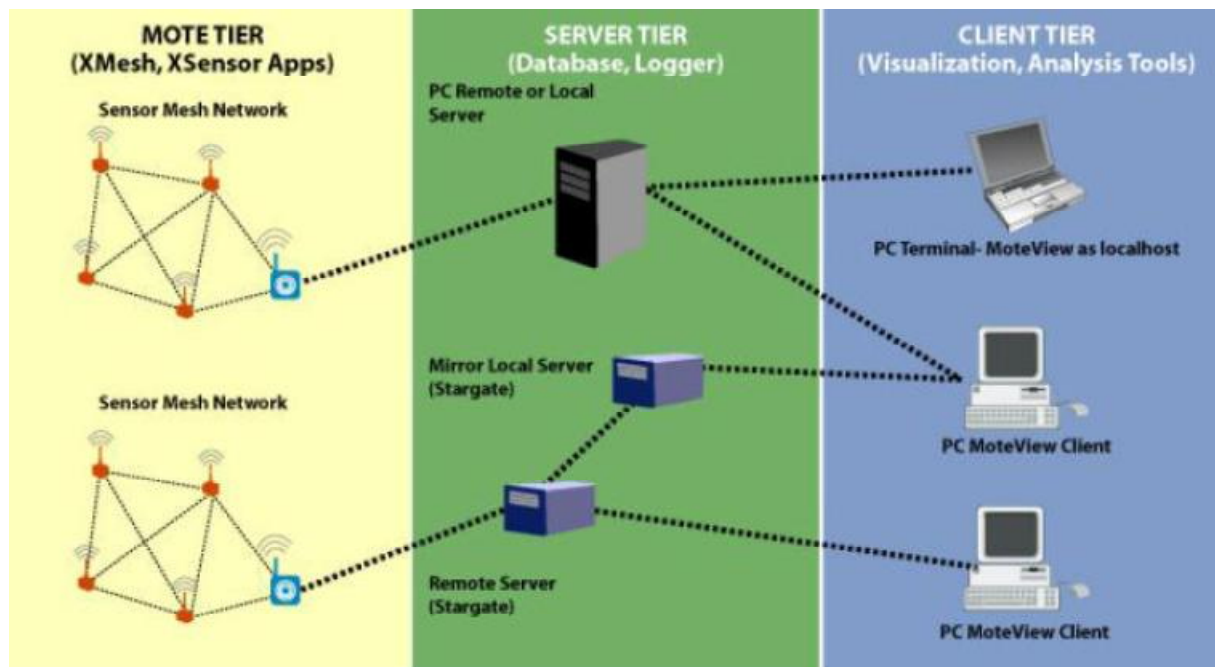 MOTE TIER
(XMesh, XSensor Apps)
Sensor Mesh Network
Sensor Mesh Network
SERVER TIER
(Database, Logger)
PC Remote or Local
Server
Mirror Local Server
(Stargate)
Remote Server
(Stargate)
CLIENT TIER
(Visualization, Analysis Tools)
PC Terminal- MoteView as localhost
PC MoteView Client
PC MoteView Client